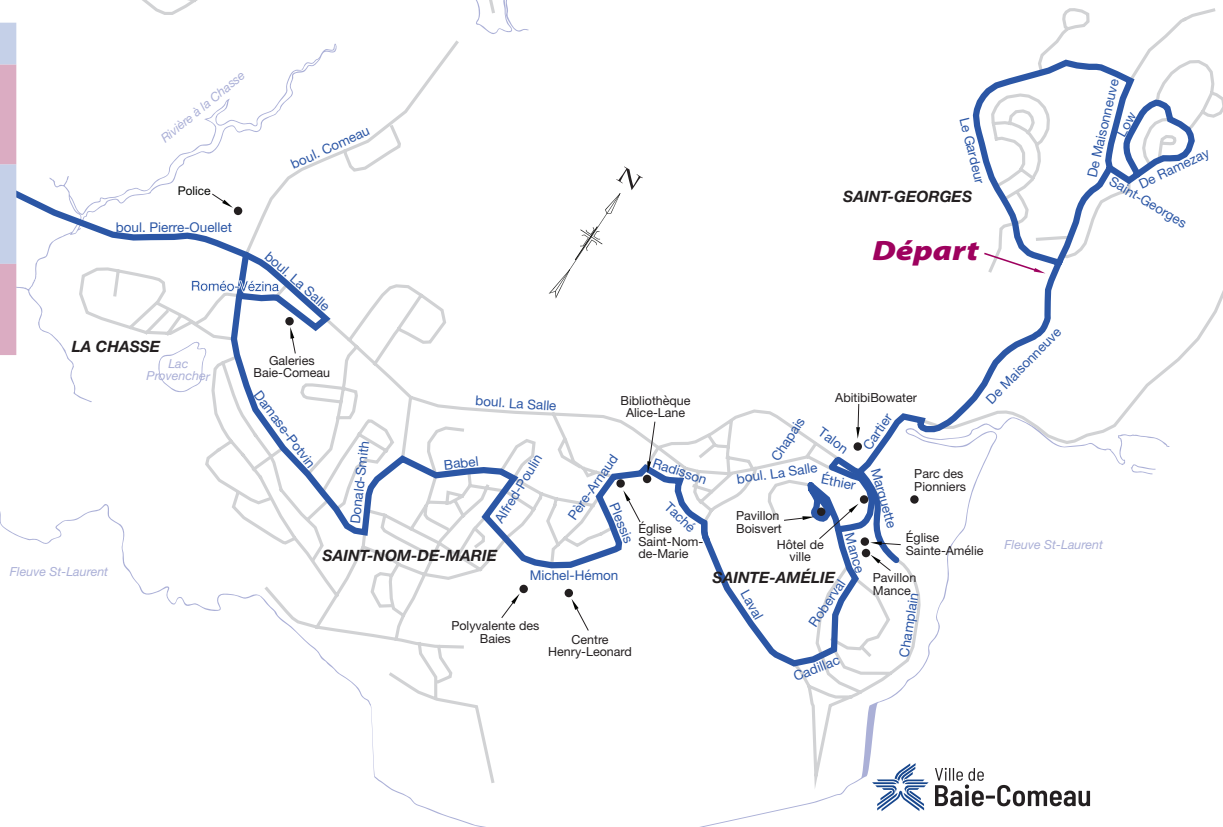 Rivière à la Chasse
boul. Comeau
Police
boul. Pierre-Ouellet
boul. La Salle
Roméo-Vézina
LA CHASSE
Lac
Provencher
Galeries
Baie-Comeau
N
SAINT-GEORGES
Départ
Le Gardeur
De Maisonneuve
Low
De Ramezay
Saint-Georges
De Maisonneuve
Damase-Potvin
Donald-Smith
Babel
Alfred-Poulin
boul. La Salle
Bibliothèque
Alice-Lane
Père-Arnaud
Radisson
Plessis
Taché
Église
Saint-Nom-
de-Marie
SAINT-NOM-DE-MARIE
Michel-Hémon
Polyvalente des
Baies
Centre
Henry-Leonard
Fleuve St-Laurent
Chapais
Talon
AbitibiBowater
Cartier
boul. La Salle
Éthier
Marquette
Parc des
Pionniers
Pavillon
Boisvert
Hôtel de
ville
Mance
Église
Sainte-Amélie
Pavillon
Mance
Fleuve St-Laurent
SAINTE-AMÉLIE
Laval
Roberval
Cadillac
Champlain
Ville de
Baie-Comeau